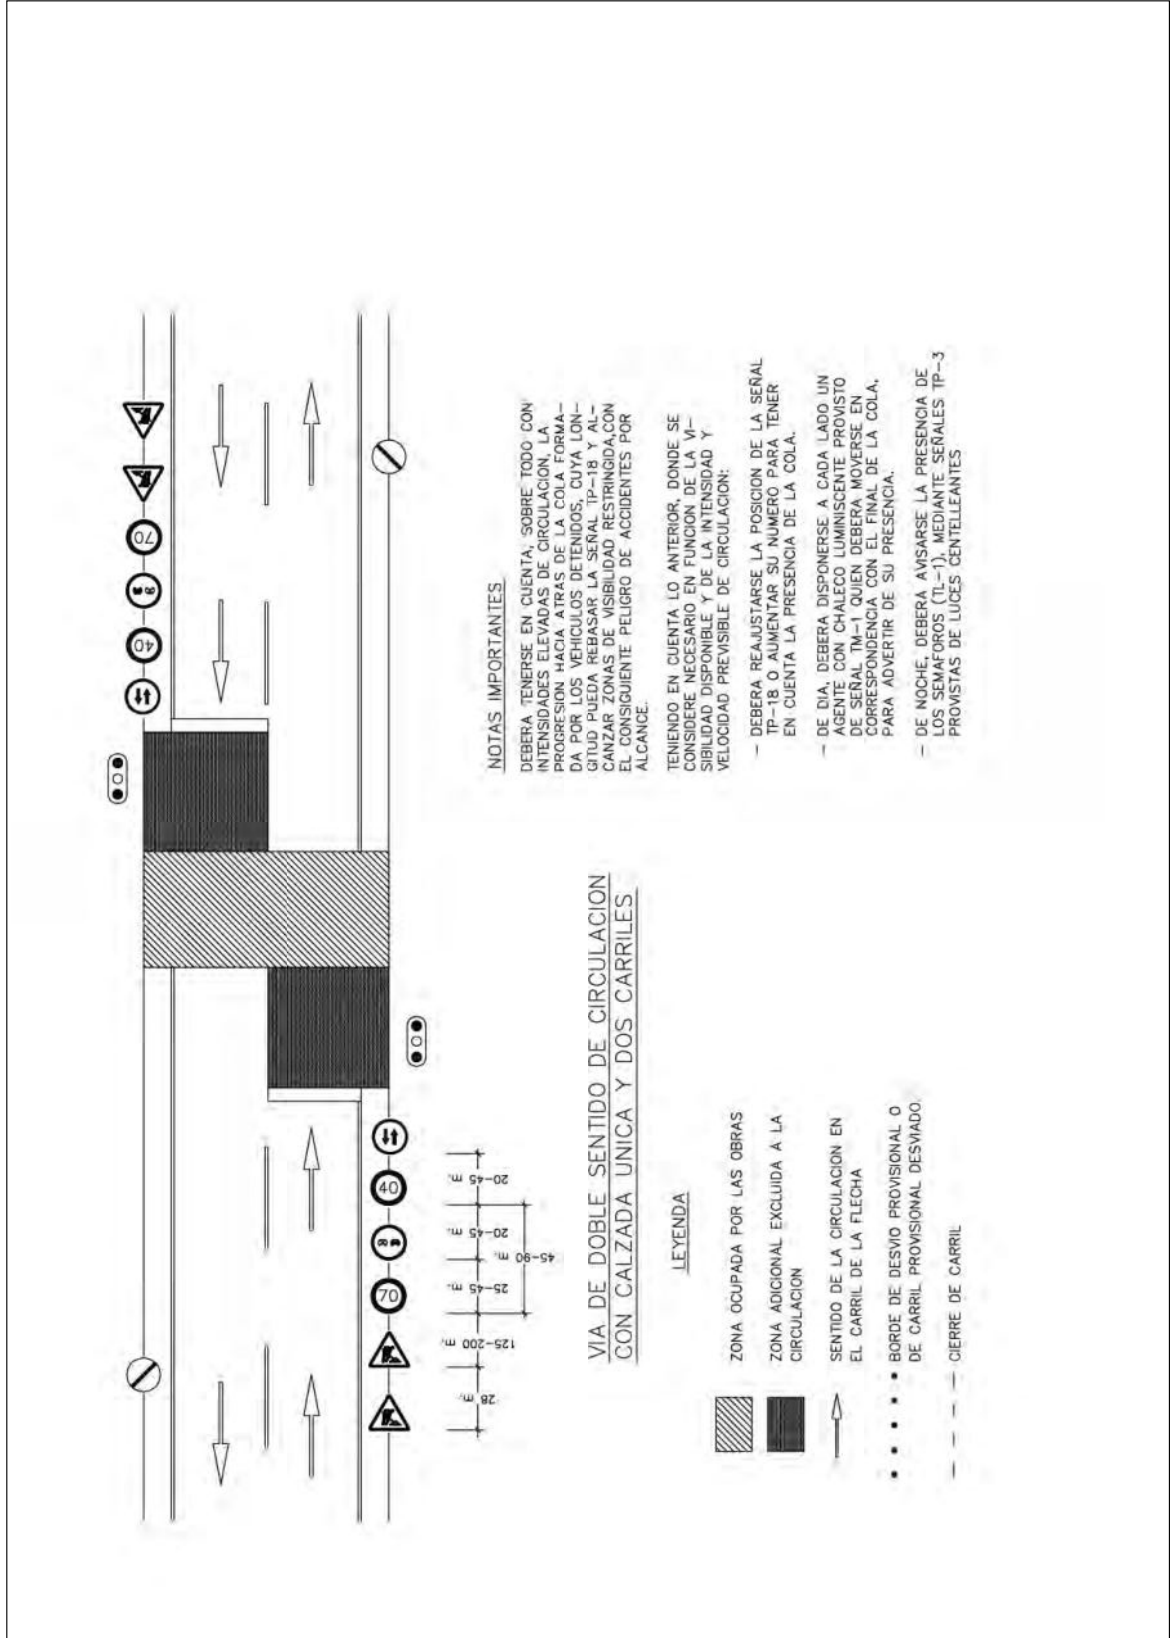 70
40
40
70
28 m.
125-200 m.
25-45 m.
20-45 m.
20-45 m.
45-90 m.
VIA DE DOBLE SENTIDO DE CIRCULACION
CON CALZADA UNICA Y DOS CARRILES
LEYENDA
ZONA OCUPADA POR LAS OBRAS
ZONA ADICIONAL EXCLUIDA A LA
CIRCULACION
SENTIDO DE LA CIRCULACION EN
EL CARRIL DE LA FLECHA
BORDE DE DESVIO PROVISIONAL O
DE CARRIL PROVISIONAL DESVIADO.
CIERRE DE CARRIL
NOTAS IMPORTANTES
DEBERA TENERSE EN CUENTA, SOBRE TODO CON
INTENSIDADES ELEVADAS DE CIRCULACION, LA
PROGRESION HACIA ATRAS DE LA COLA FORMA-
DA POR LOS VEHICULOS DETENIDOS, CUYA LON-
GITUD PUEDA REBASAR LA SEÑAL TP-18 Y AL-
CANZAR ZONAS DE VISIBILIDAD RESTRINGIDA,CON
EL CONSIGUIENTE PELIGRO DE ACCIDENTES POR
ALCANCE.
TENIENDO EN CUENTA LO ANTERIOR, DONDE SE
CONSIDERE NECESARIO EN FUNCION DE LA VI-
SIBILIDAD DISPONIBLE Y DE LA INTENSIDAD Y
VELOCIDAD PREVISIBLE DE CIRCULACION:
- DEBERA REAJUSTARSE LA POSICION DE LA SEÑAL
TP-18 O AUMENTAR SU NUMERO PARA TENER
EN CUENTA LA PRESENCIA DE LA COLA.
- DE DIA, DEBERA DISPONERSE A CADA LADO UN
AGENTE CON CHALECO LUMINISCENTE PROVISTO
DE SEÑAL TM-1 QUIEN DEBERA MOVERSE EN
CORRESPONDENCIA CON EL FINAL DE LA COLA,
PARA ADVERTIR DE SU PRESENCIA.
- DE NOCHE, DEBERA AVISARSE LA PRESENCIA DE
LOS SEMAFOROS (TL-1), MEDIANTE SEÑALES TP-3
PROVISTAS DE LUCES CENTELLEANTES